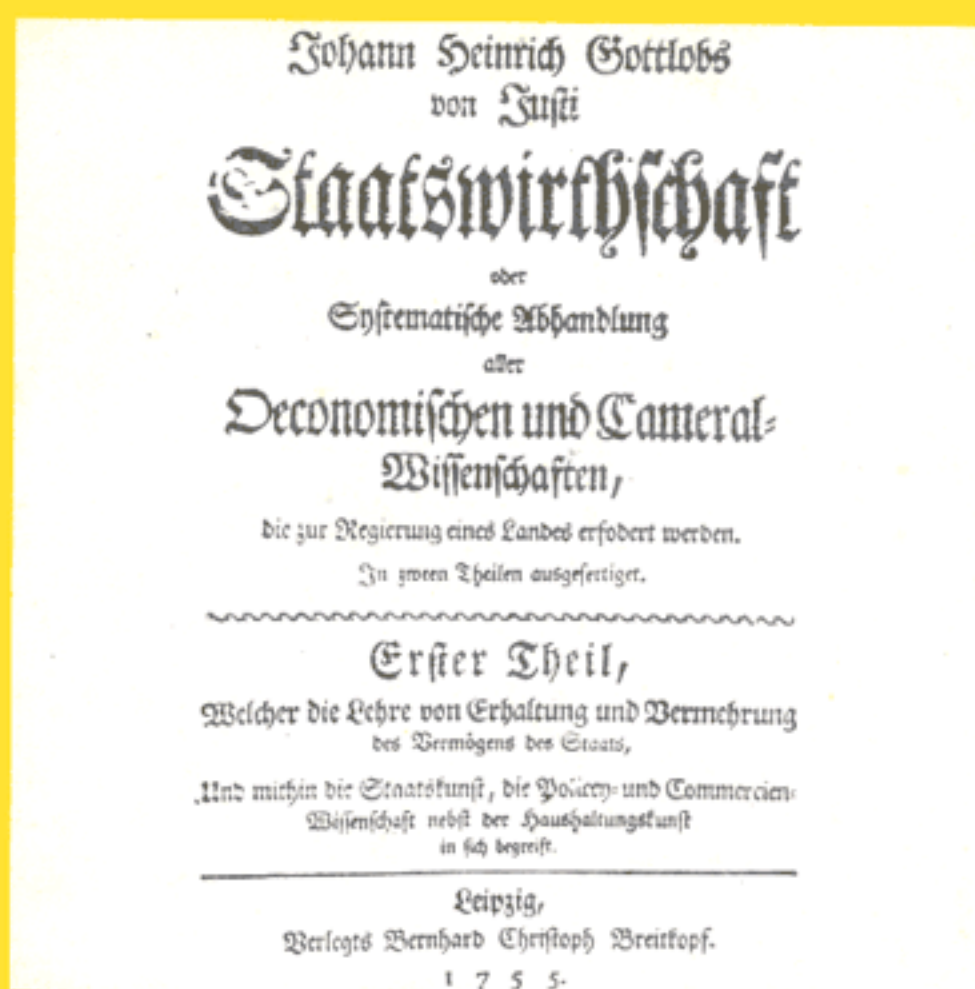 Johann Heinrich Gottlobs
von Justi
Staatswirthschaft
oder
Systematische Abhandlung
aller
Oeconomischen und Cameral-
Wissenschaften,
die zur Regierung eines Landes erfodert werden.
In zween Theilen ausgefertiget.
Erster Theil,
Welcher die Lehre von Erhaltung und Vermehrung
des Vermögens des Staats,
Und mithin die Staatskunst, die Policey- und Commercien-
Wissenschaft nebst der Haushaltungskunst
in sich begreift.
Leipzig,
Verlegts Bernhard Christoph Breitkopf.
1755.